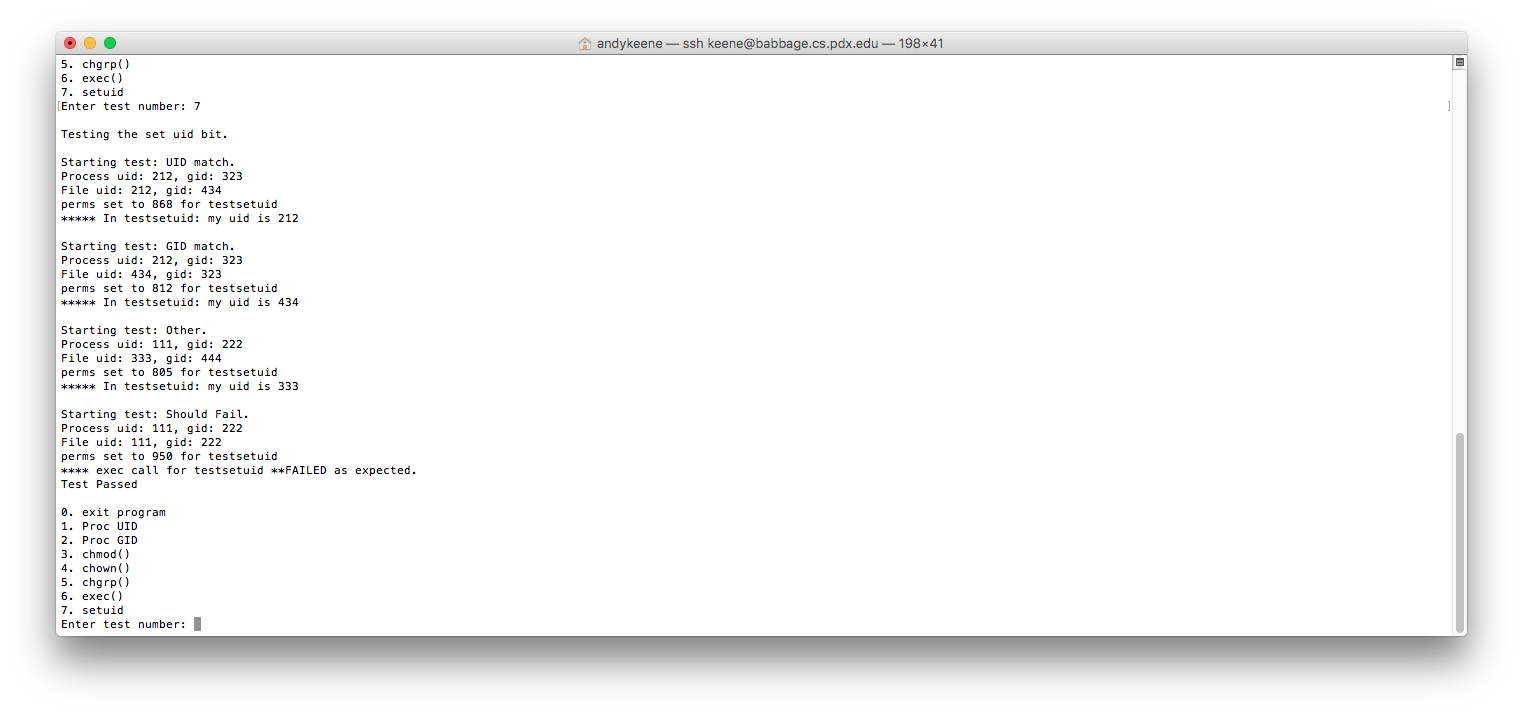 andykeene — ssh keene@babbage.cs.pdx.edu — 198×41
5. chgrp()
6. exec()
7. setuid
[Enter test number: 7 ]
Testing the set uid bit.
Starting test: UID match.
Process uid: 212, gid: 323
File uid: 212, gid: 434
perms set to 868 for testsetuid
***** In testsetuid: my uid is 212
Starting test: GID match.
Process uid: 212, gid: 323
File uid: 434, gid: 323
perms set to 812 for testsetuid
***** In testsetuid: my uid is 434
Starting test: Other.
Process uid: 111, gid: 222
File uid: 333, gid: 444
perms set to 805 for testsetuid
***** In testsetuid: my uid is 333
Starting test: Should Fail.
Process uid: 111, gid: 222
File uid: 111, gid: 222
perms set to 950 for testsetuid
**** exec call for testsetuid **FAILED as expected.
Test Passed
0. exit program
1. Proc UID
2. Proc GID
3. chmod()
4. chown()
5. chgrp()
6. exec()
7. setuid
Enter test number: